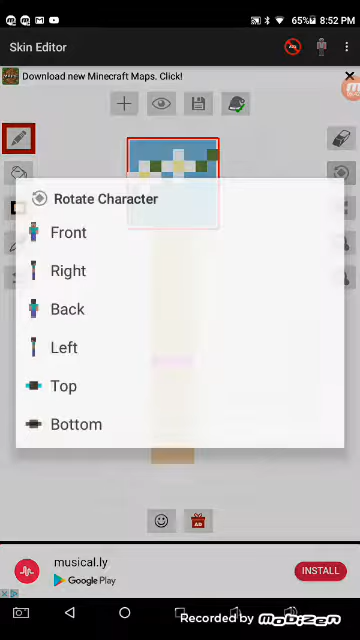 65% 8:52 PM
Skin Editor
Download new Minecraft Maps. Click!
Rotate Character
Front
Right
Back
Left
Top
Bottom
AD
musical.ly
Google Play
INSTALL
Recorded by MOBIZEN